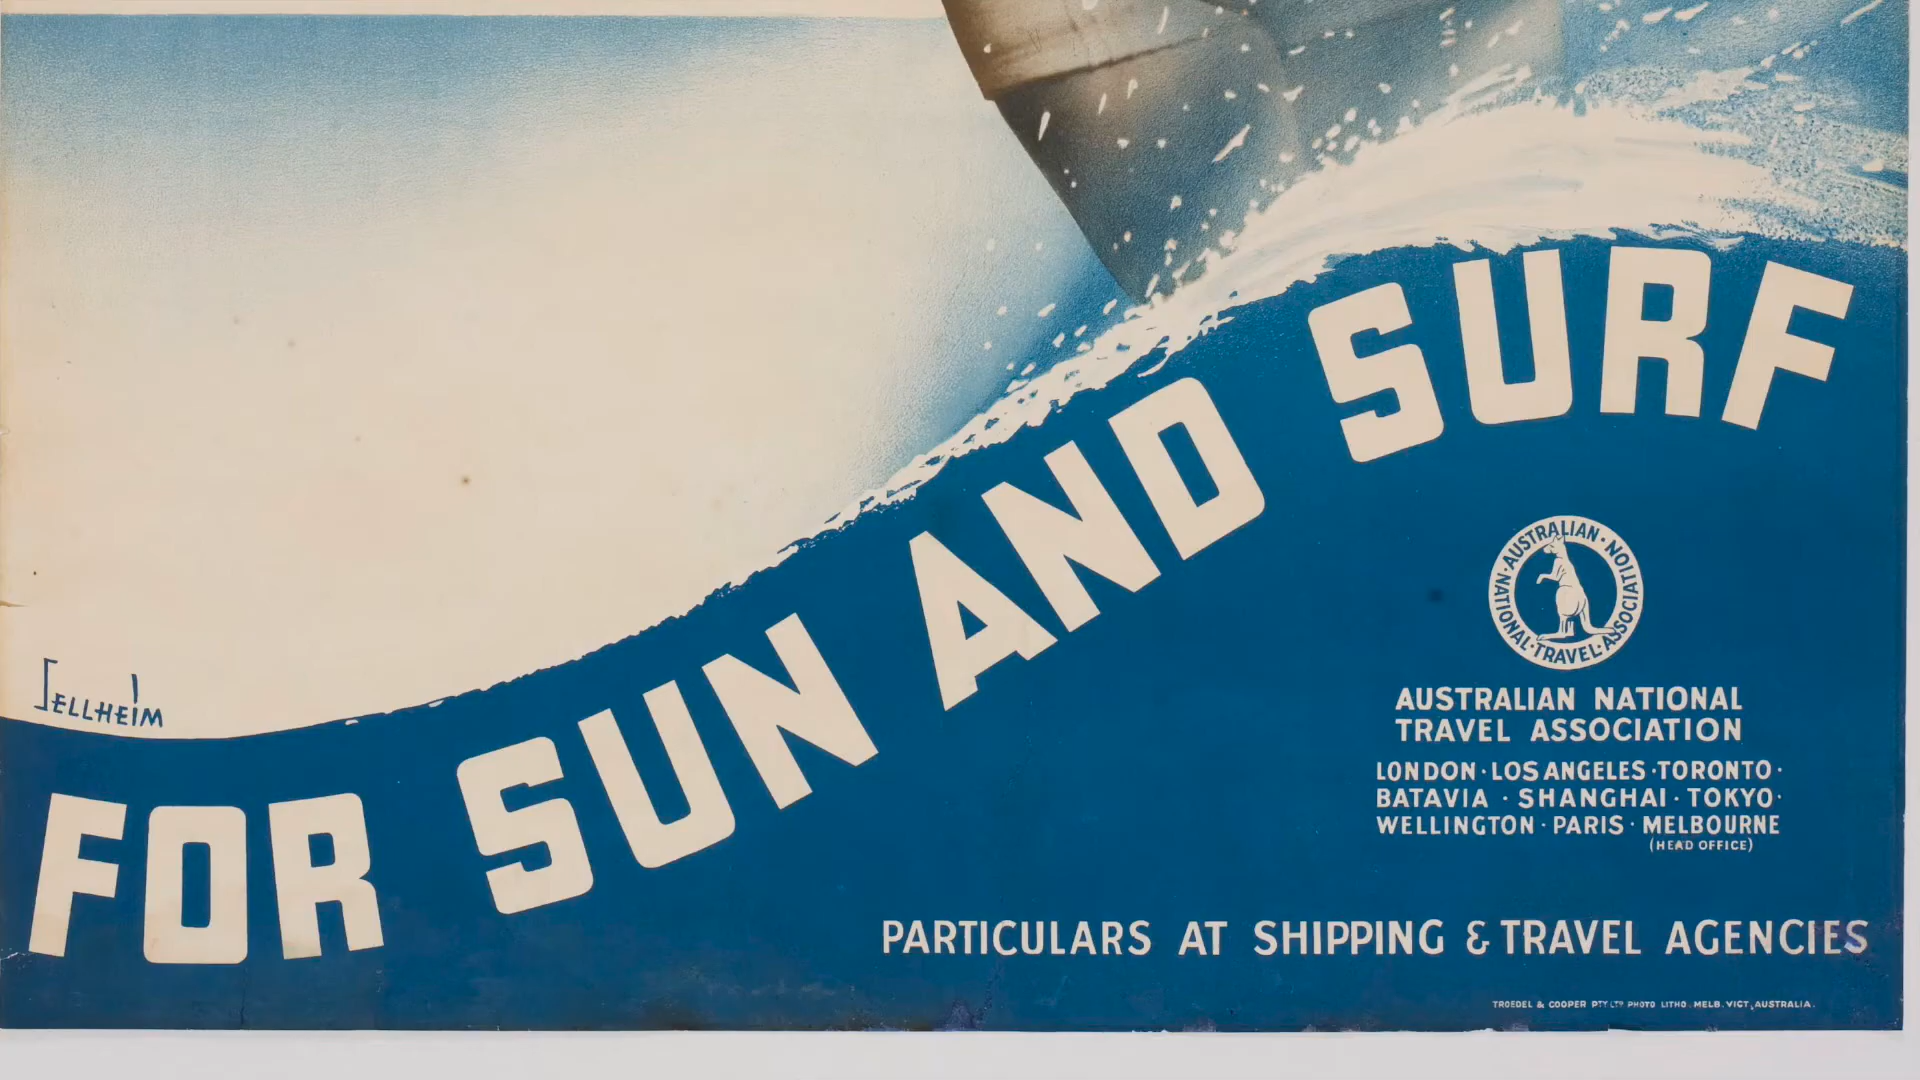 SELLHEIM
FOR SUN AND SURF
·AUSTRALIAN·NATIONAL·TRAVEL·ASSOCIATION
AUSTRALIAN NATIONAL
TRAVEL ASSOCIATION
LONDON · LOS ANGELES · TORONTO ·
BATAVIA · SHANGHAI · TOKYO ·
WELLINGTON · PARIS · MELBOURNE
(HEAD OFFICE)
PARTICULARS AT SHIPPING & TRAVEL AGENCIES
TROEDEL & COOPER PTY LTD PHOTO LITHO. MELB. VICT, AUSTRALIA.